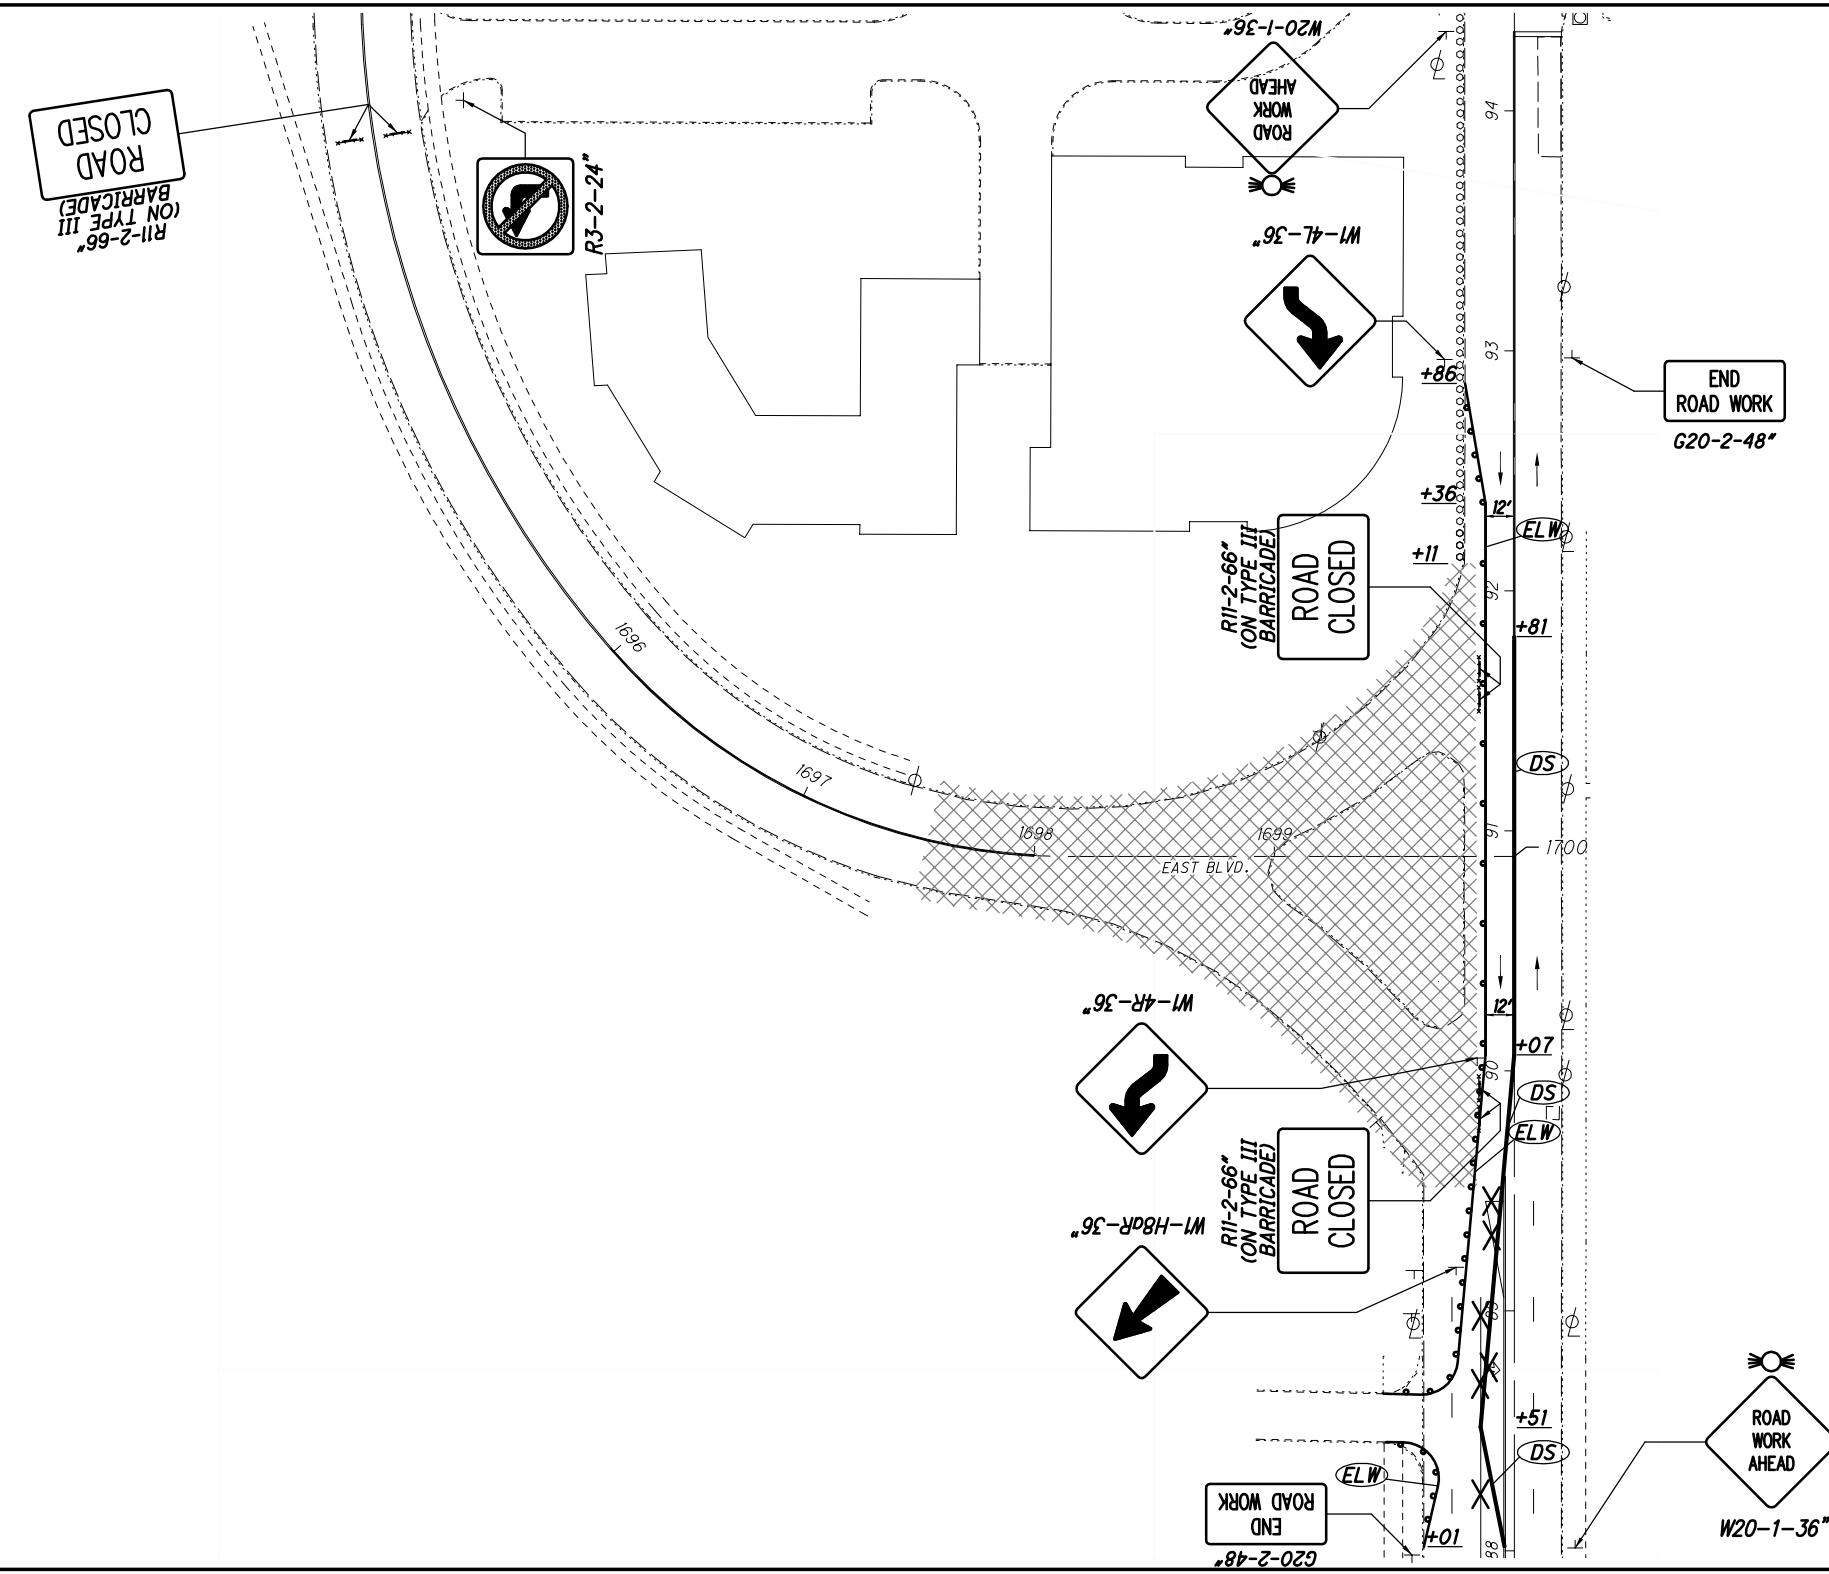 W20-1-36"
ROAD
WORK
AHEAD
94
ROAD
CLOSED
R11-2-66"
(ON TYPE III
BARRICADE)
R3-2-24"
W1-4L-36"
93
+86
END
ROAD WORK
G20-2-48"
+36
12'
ELW
R11-2-66"
(ON TYPE III
BARRICADE)
ROAD
CLOSED
+11
92
+81
1696
1697
DS
1698
1699
91
1700
EAST BLVD.
W1-4R-36"
12'
+07
90
DS
ELW
R11-2-66"
(ON TYPE III
BARRICADE)
ROAD
CLOSED
W1-H8aR-36"
89
+51
DS
ELW
END
ROAD WORK
G20-2-48"
+01
88
ROAD
WORK
AHEAD
W20-1-36"